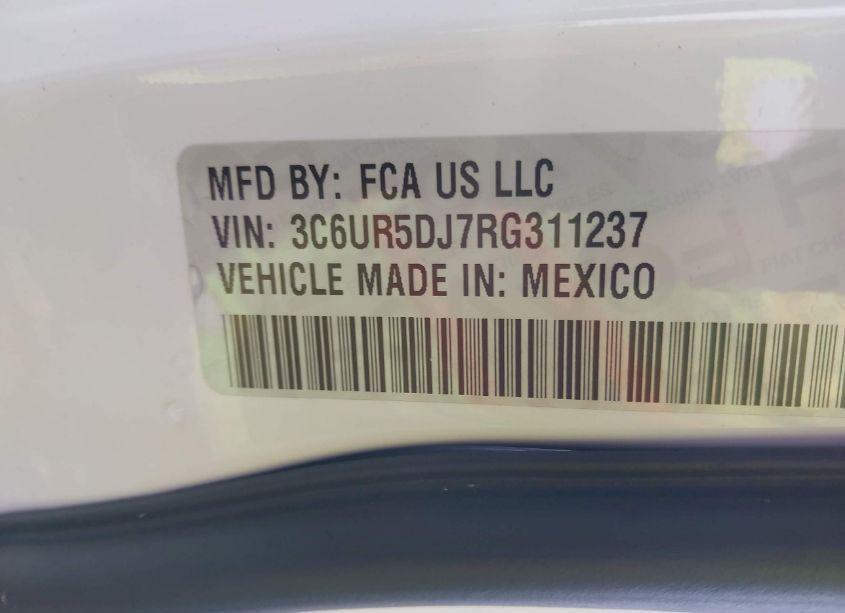 MFD BY: FCA US LLC
VIN: 3C6UR5DJ7RG311237
VEHICLE MADE IN: MEXICO